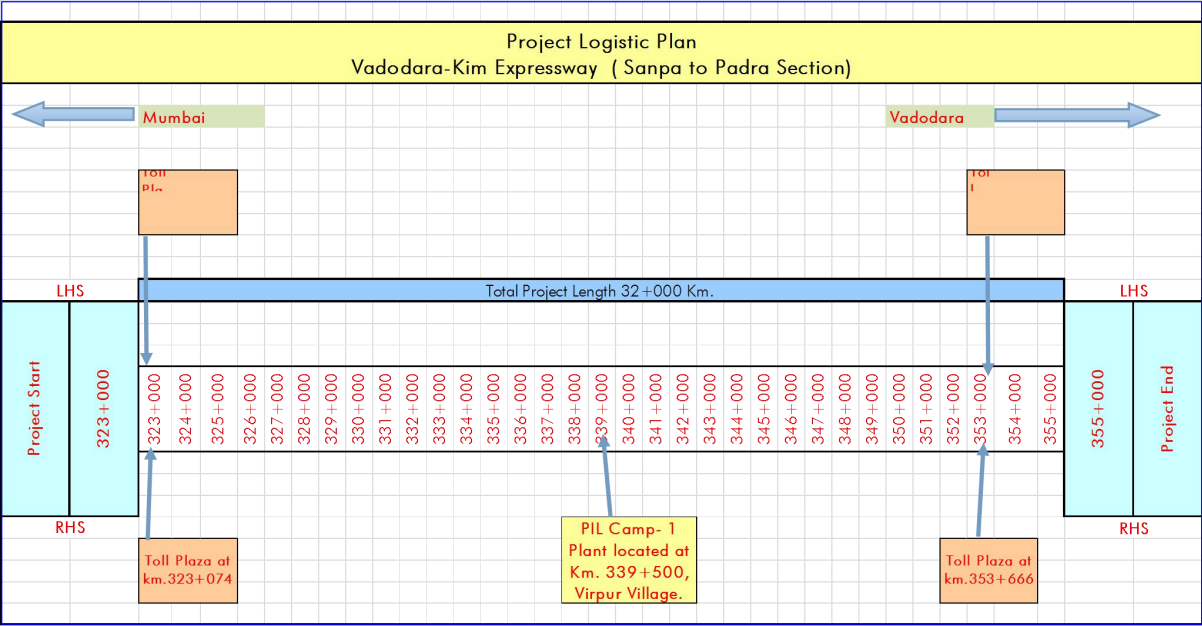 Project Logistic Plan
Vadodara-Kim Expressway ( Sanpa to Padra Section)
Mumbai
Vadodara
Toll
LHS
Total Project Length 32+000 Km.
LHS
Project Start
323+000
323+000
324+000
325+000
326+000
327+000
328+000
329+000
330+000
331+000
332+000
333+000
334+000
335+000
336+000
337+000
338+000
339+000
340+000
341+000
342+000
343+000
344+000
345+000
346+000
347+000
348+000
349+000
350+000
351+000
352+000
353+000
354+000
355+000
355+000
Project End
RHS
RHS
Toll Plaza at
km.323+074
PIL Camp- 1
Plant located at
Km. 339+500,
Virpur Village.
Toll Plaza at
km.353+666